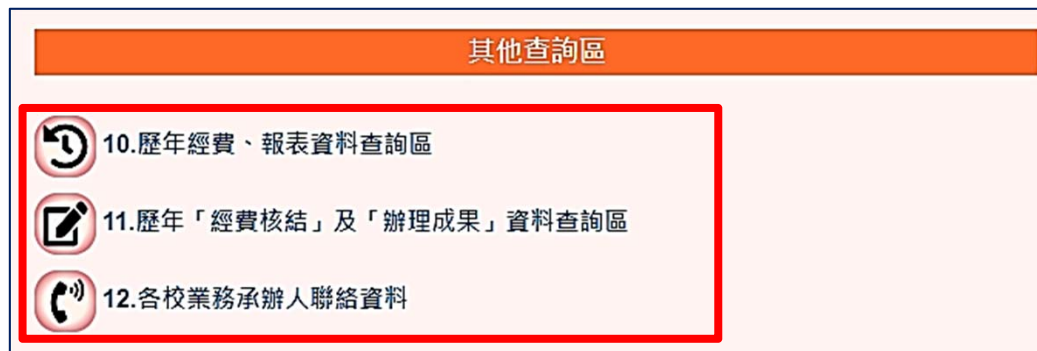 其他查詢區
10.歷年經費、報表資料查詢區
11.歷年「經費核結」及「辦理成果」資料查詢區
12.各校業務承辦人聯絡資料